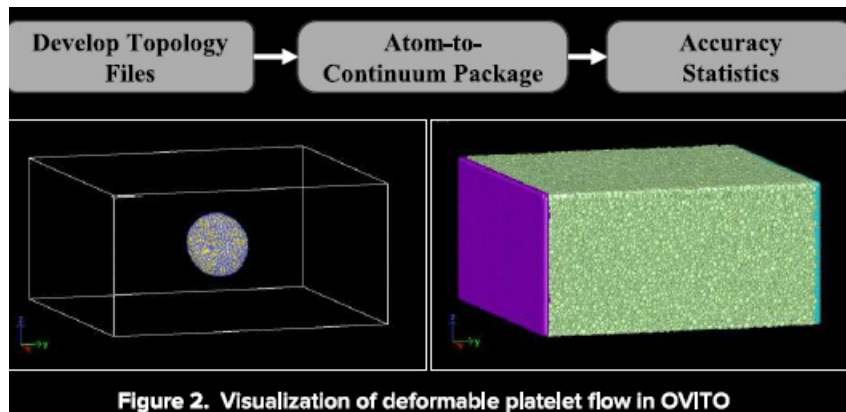 Develop Topology
Files
Atom-to-
Continuum Package
Accuracy
Statistics
z
y
z
y
Figure 2. Visualization of deformable platelet flow in OVITO